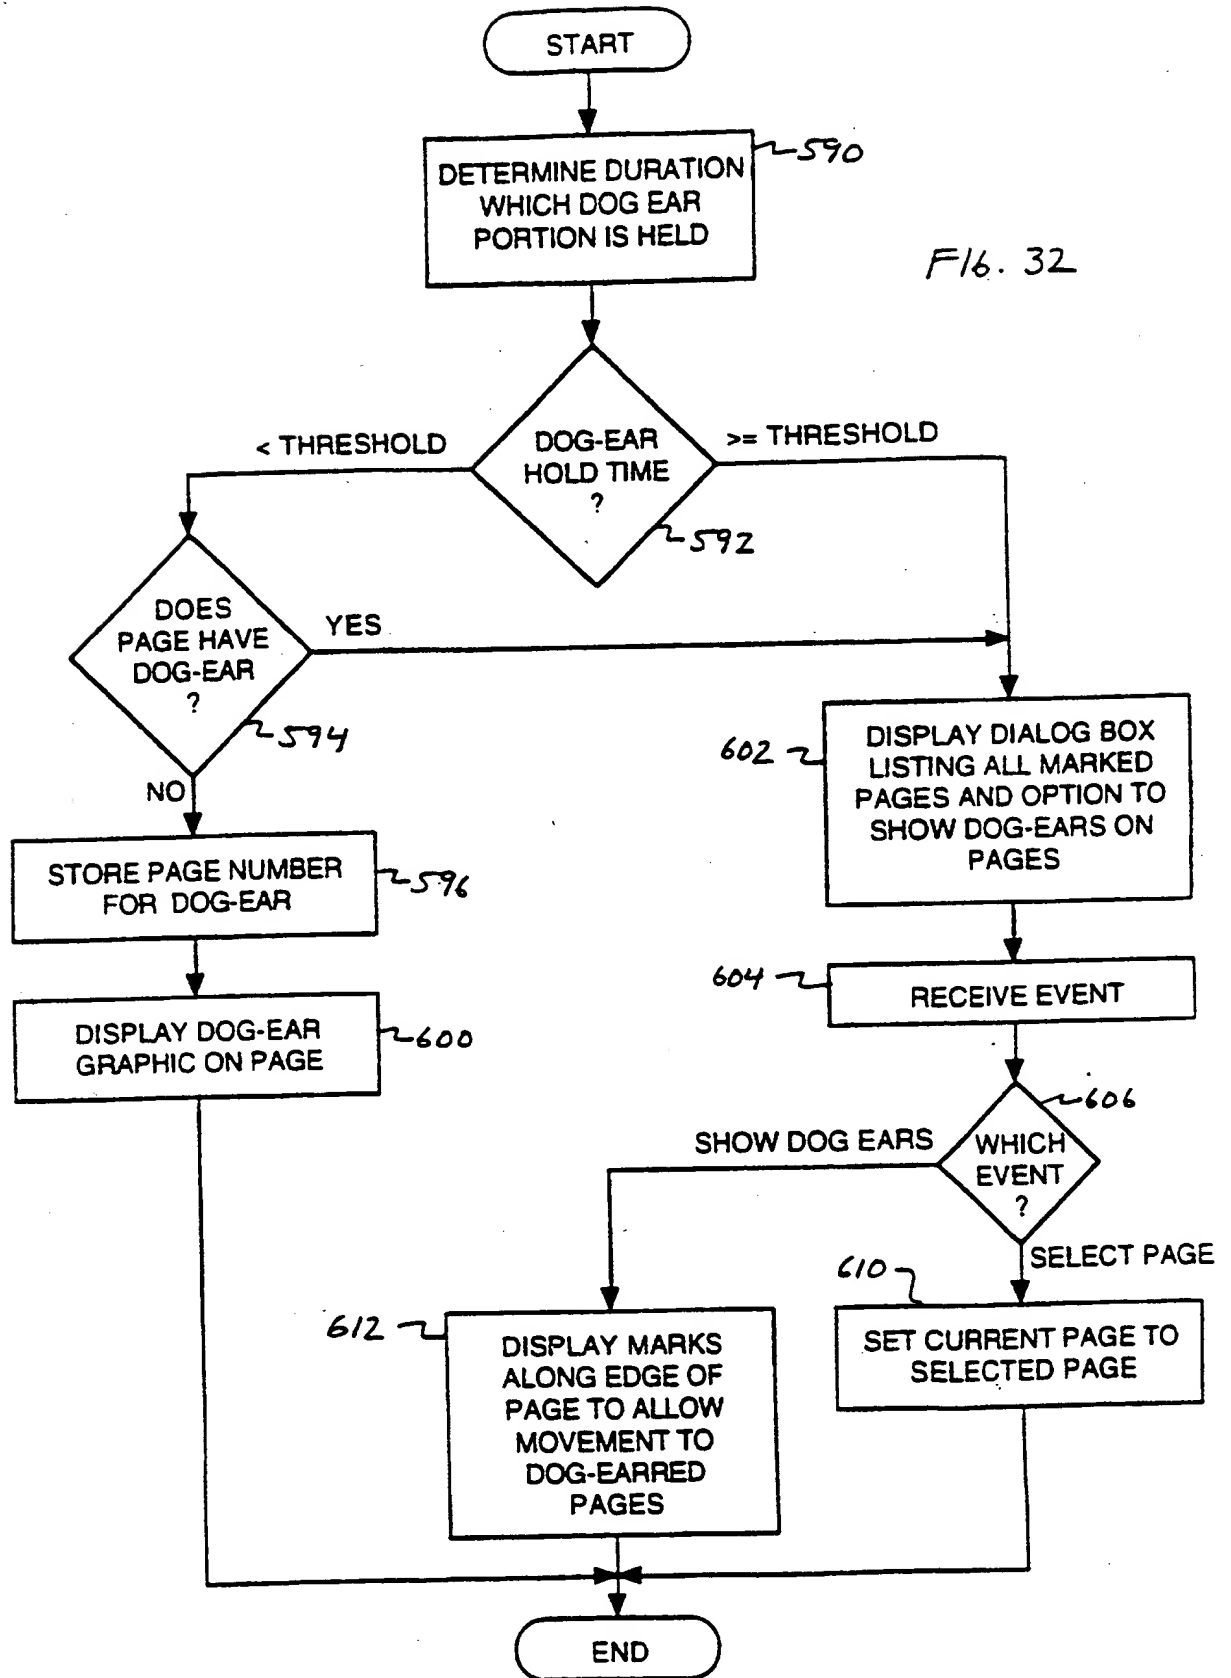 START
DETERMINE DURATION
WHICH DOG EAR
PORTION IS HELD
590
FIG. 32
< THRESHOLD
DOG-EAR
HOLD TIME
?
>= THRESHOLD
592
DOES
PAGE HAVE
DOG-EAR
?
YES
594
NO
602
DISPLAY DIALOG BOX
LISTING ALL MARKED
PAGES AND OPTION TO
SHOW DOG-EARS ON
PAGES
STORE PAGE NUMBER
FOR DOG-EAR
596
604
RECEIVE EVENT
DISPLAY DOG-EAR
GRAPHIC ON PAGE
600
606
SHOW DOG EARS
WHICH
EVENT
?
SELECT PAGE
610
612
DISPLAY MARKS
ALONG EDGE OF
PAGE TO ALLOW
MOVEMENT TO
DOG-EARRED
PAGES
SET CURRENT PAGE TO
SELECTED PAGE
END